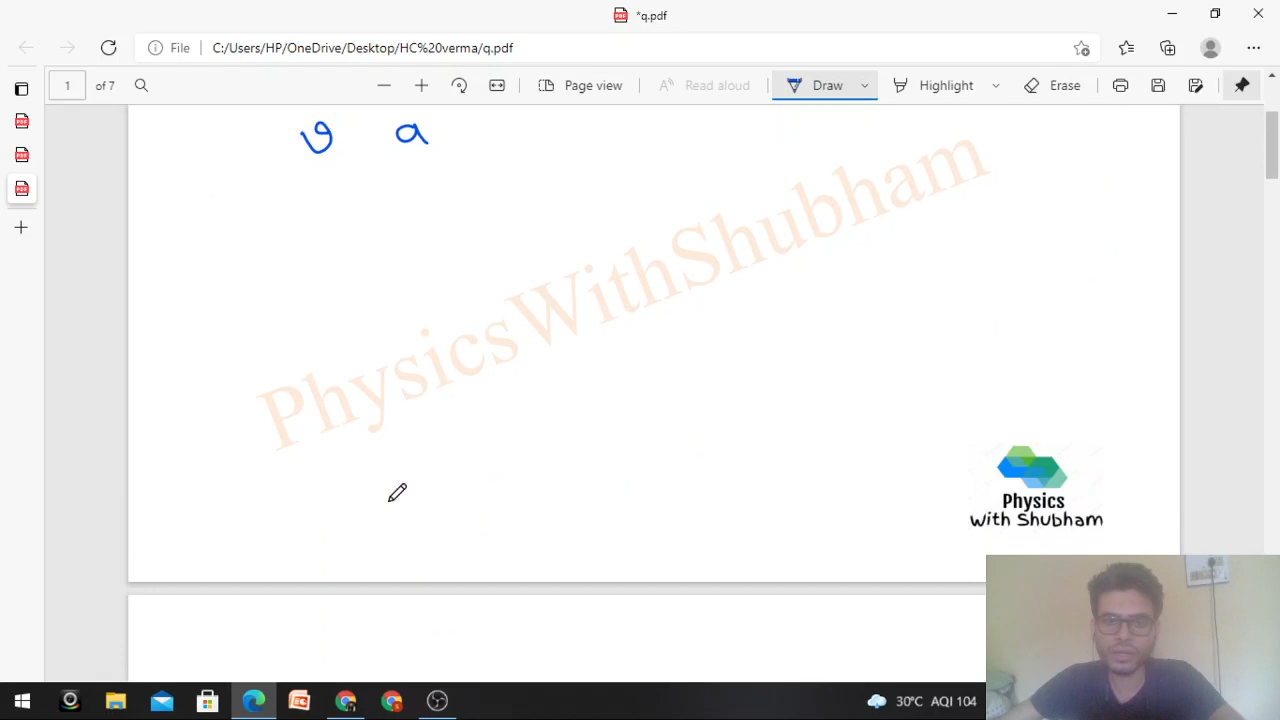 *q.pdf
File C:/Users/HP/OneDrive/Desktop/HC%20verma/q.pdf
1 of 7 Page view Read aloud Draw Highlight Erase
v a
PhysicsWithShubham
Physics
with Shubham
30°C AQI 104